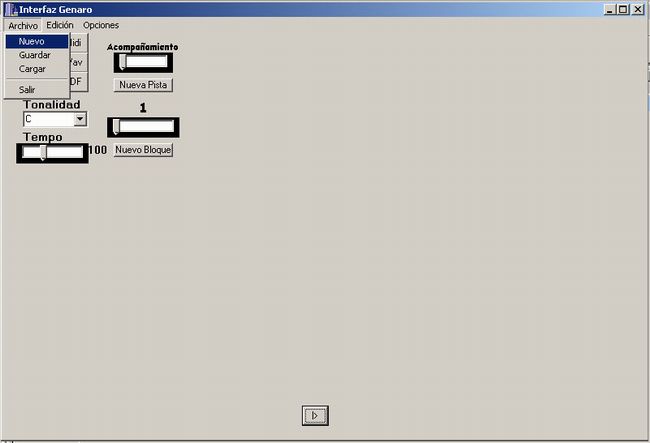 Interfaz Genaro
Archivo Edición Opciones
Nuevo
Guardar
Cargar
Salir
idi
av
DF
Acompañamiento
Nueva Pista
Tonalidad
C
1
Tempo
100
Nuevo Bloque